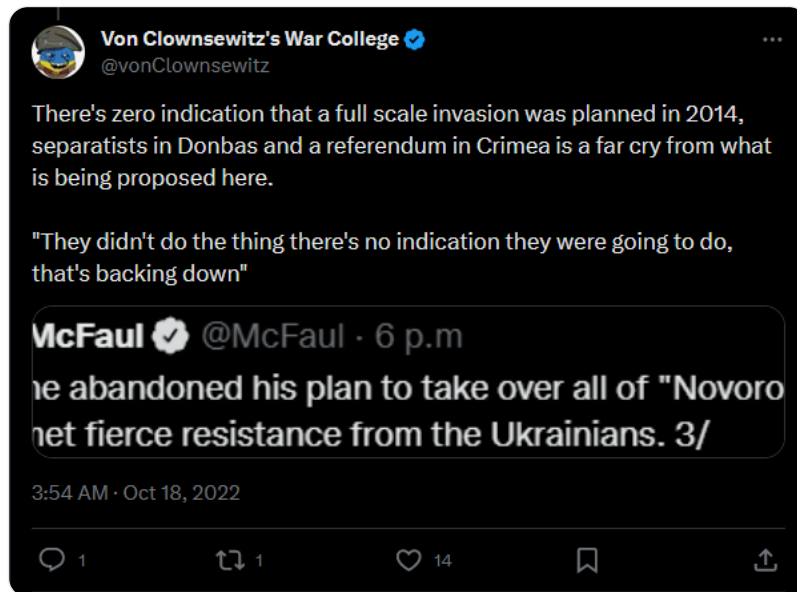 Von Clownsewitz's War College
@vonClownsewitz
There's zero indication that a full scale invasion was planned in 2014,
separatists in Donbas and a referendum in Crimea is a far cry from what
is being proposed here.
"They didn't do the thing there's no indication they were going to do,
that's backing down"
McFaul @McFaul · 6 p.m
he abandoned his plan to take over all of "Novoro
net fierce resistance from the Ukrainians. 3/
3:54 AM · Oct 18, 2022
1 1 14